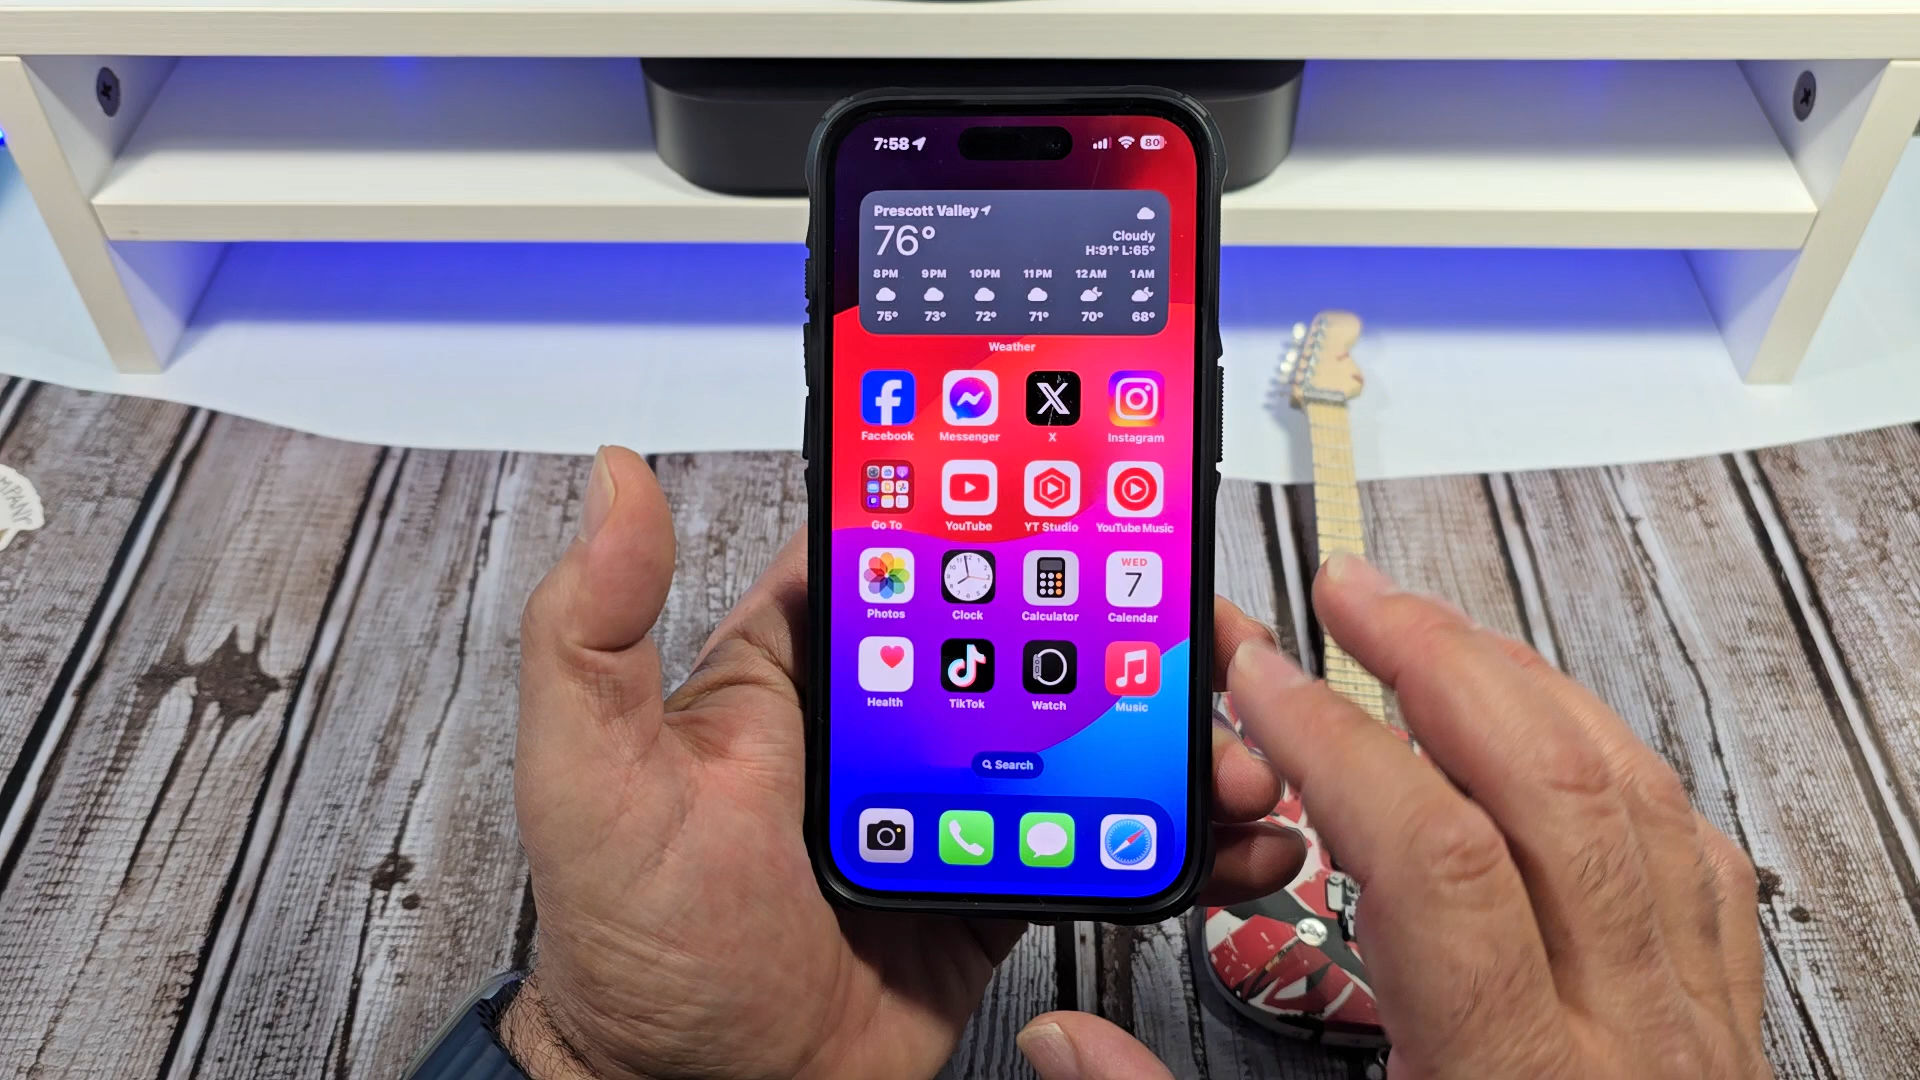 7:58
80
Prescott Valley
76°
Cloudy
H:91° L:65°
8PM 9PM 10PM 11PM 12AM 1AM
75° 73° 72° 71° 70° 68°
Weather
Facebook Messenger X Instagram
Go To YouTube YT Studio YouTube Music
WED
7
Photos Clock Calculator Calendar
Health TikTok Watch Music
Search